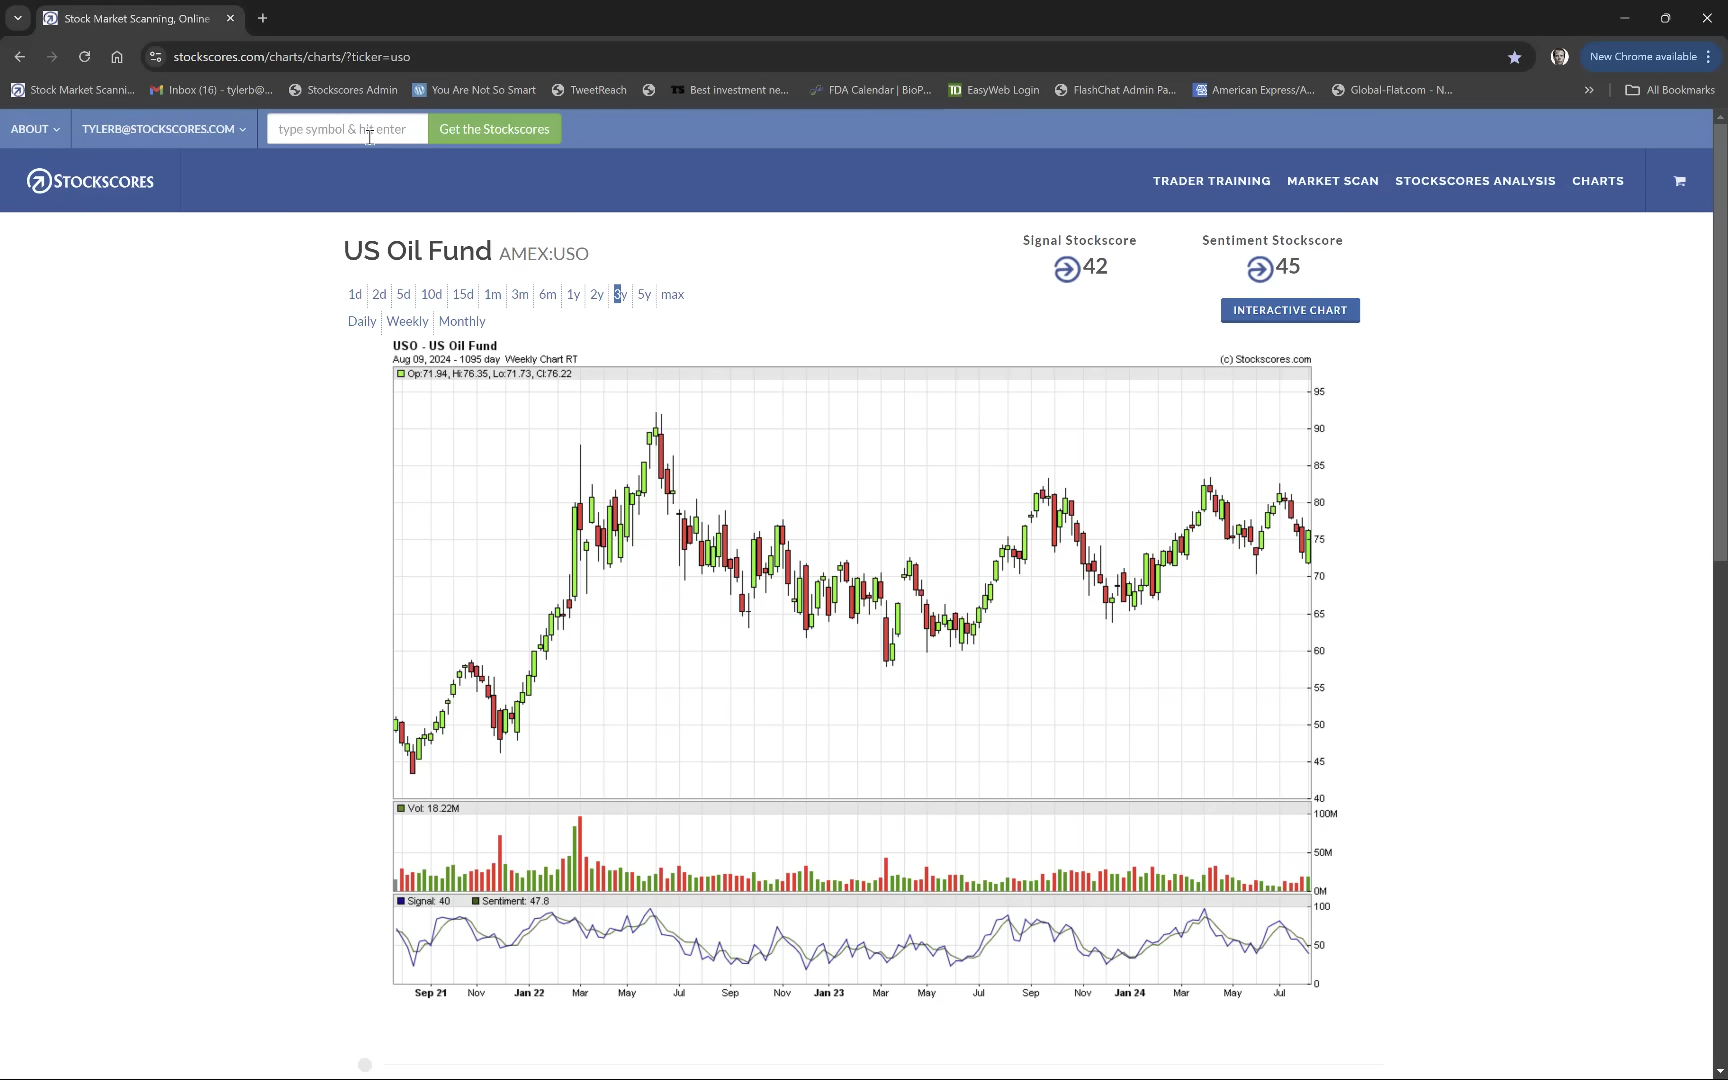 Stock Market Scanning, Online
stockscores.com/charts/charts/?ticker=uso
New Chrome available
Stock Market Scanni...
Inbox (16) - tylerb@...
Stockscores Admin
You Are Not So Smart
TweetReach
TS Best investment ne...
FDA Calendar | BioP...
TD EasyWeb Login
FlashChat Admin Pa...
American Express/A...
Global-Flat.com - N...
»
All Bookmarks
ABOUT
TYLERB@STOCKSCORES.COM
type symbol & hit enter
Get the Stockscores
STOCKSCORES
TRADER TRAINING
MARKET SCAN
STOCKSCORES ANALYSIS
CHARTS
US Oil Fund AMEX:USO
Signal Stockscore
42
Sentiment Stockscore
45
1d 2d 5d 10d 15d 1m 3m 6m 1y 2y 3y 5y max
INTERACTIVE CHART
Daily Weekly Monthly
USO - US Oil Fund
Aug 09, 2024 - 1095 day Weekly Chart RT
(c) Stockscores.com
Op:71.94, Hi:76.35, Lo:71.73, Cl:76.22
95
90
85
80
75
70
65
60
55
50
45
40
Vol: 18.22M
100M
50M
0M
Signal: 40 Sentiment: 47.8
100
50
0
Sep 21 Nov Jan 22 Mar May Jul Sep Nov Jan 23 Mar May Jul Sep Nov Jan 24 Mar May Jul